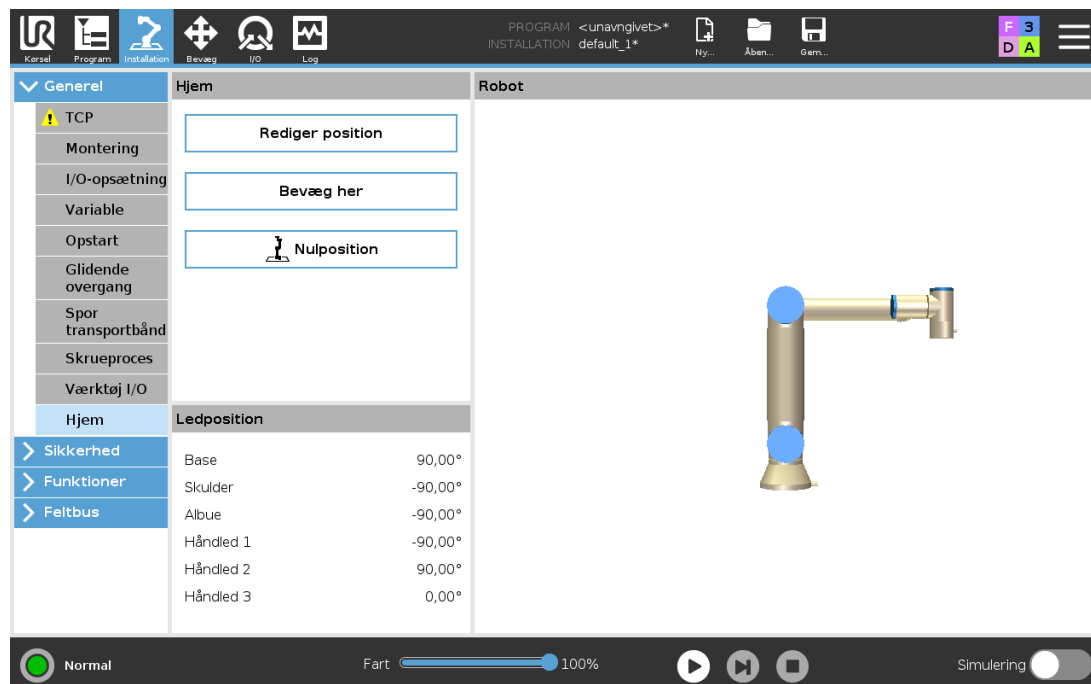 UR
Kørsel
Program
Installation
Bevæg
I/O
Log
PROGRAM <unavngivet>*
INSTALLATION default_1*
Ny...
Åben...
Gem...
F 3
D A
Generel
TCP
Montering
I/O-opsætning
Variable
Opstart
Glidende
overgang
Spor
transportbånd
Skrueproces
Værktøj I/O
Hjem
Sikkerhed
Funktioner
Feltbus
Hjem
Rediger position
Bevæg her
Nulposition
Ledposition
Base 90,00°
Skulder -90,00°
Albue -90,00°
Håndled 1 -90,00°
Håndled 2 90,00°
Håndled 3 0,00°
Robot
Normal
Fart 100%
Simulering